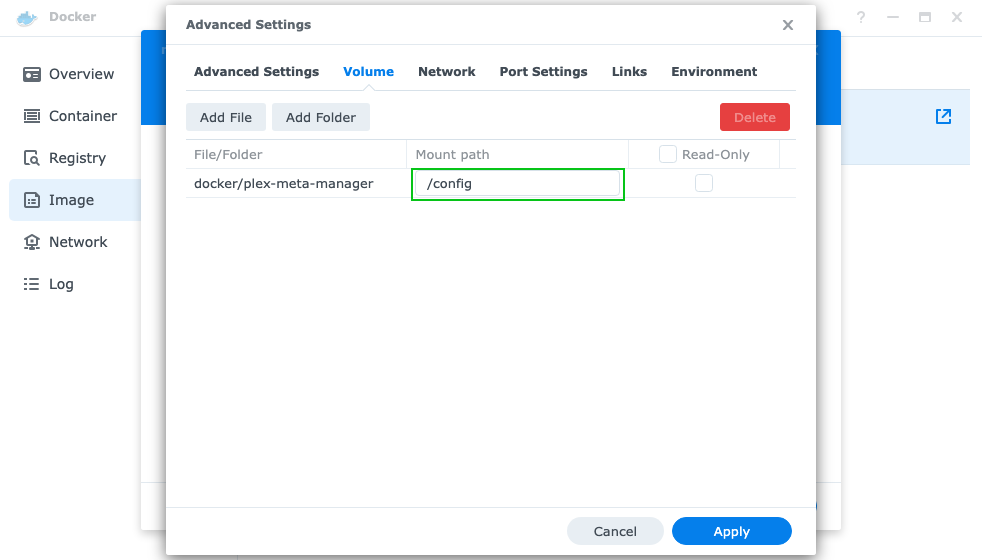 Docker
?
Overview
Container
Registry
Image
Network
Log
Advanced Settings
Advanced Settings Volume Network Port Settings Links Environment
Add File Add Folder Delete
File/Folder Mount path Read-Only
docker/plex-meta-manager /config
Cancel Apply